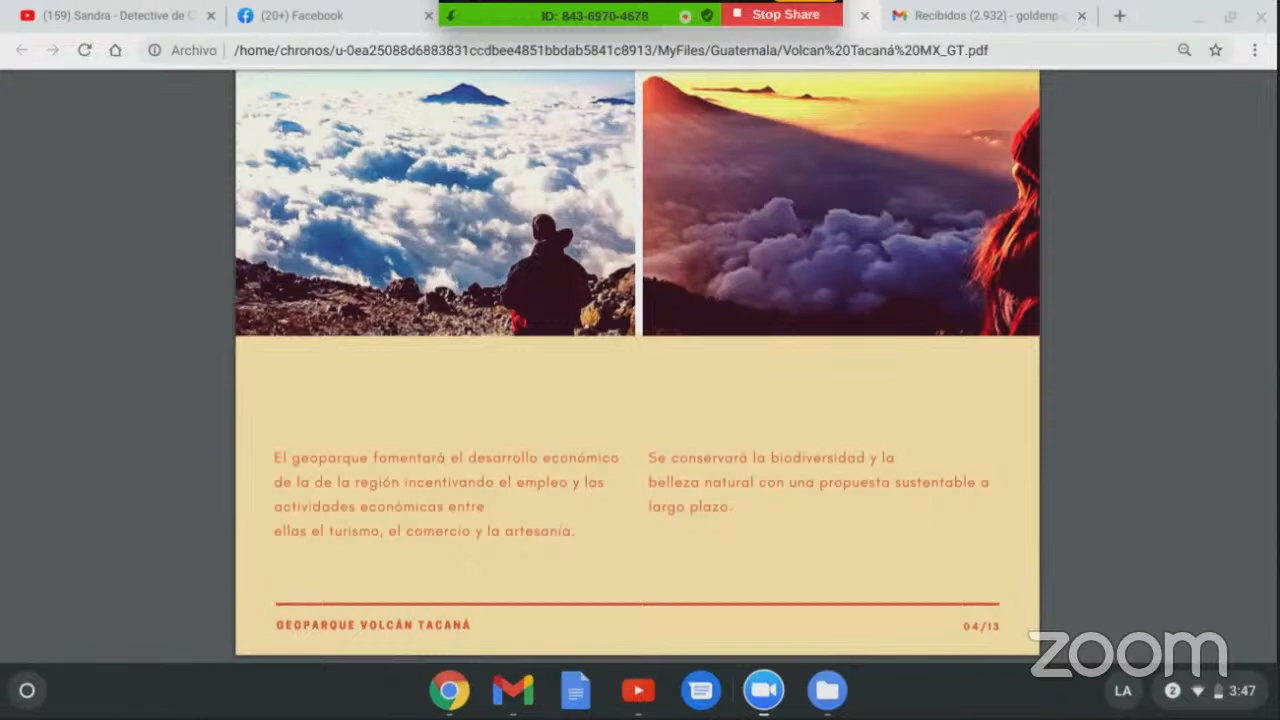 (159) Sandra - Detective de C
(20+) Facebook
ID: 843-6970-4678
Stop Share
Recibidos (2.932) - goldenp
Archivo
/home/chronos/u-0ea25088d6883831ccdbee4851bbdab5841c8913/MyFiles/Guatemala/Volcan%20Tacaná%20MX_GT.pdf
El geoparque fomentará el desarrollo económico
de la de la región incentivando el empleo y las
actividades económicas entre
ellas el turismo, el comercio y la artesanía.
Se conservará la biodiversidad y la
belleza natural con una propuesta sustentable a
largo plazo.
GEOPARQUE VOLCÁN TACANÁ
04/13
zoom
LA
2
3:47